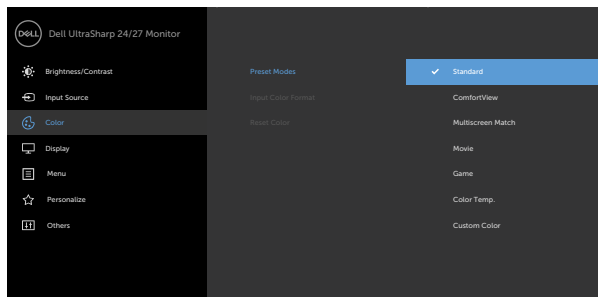 DELL
Dell UltraSharp 24/27 Monitor
Brightness/Contrast
Input Source
Color
Display
Menu
Personalize
Others
Preset Modes
Input Color Format
Reset Color
Standard
ComfortView
Multiscreen Match
Movie
Game
Color Temp.
Custom Color